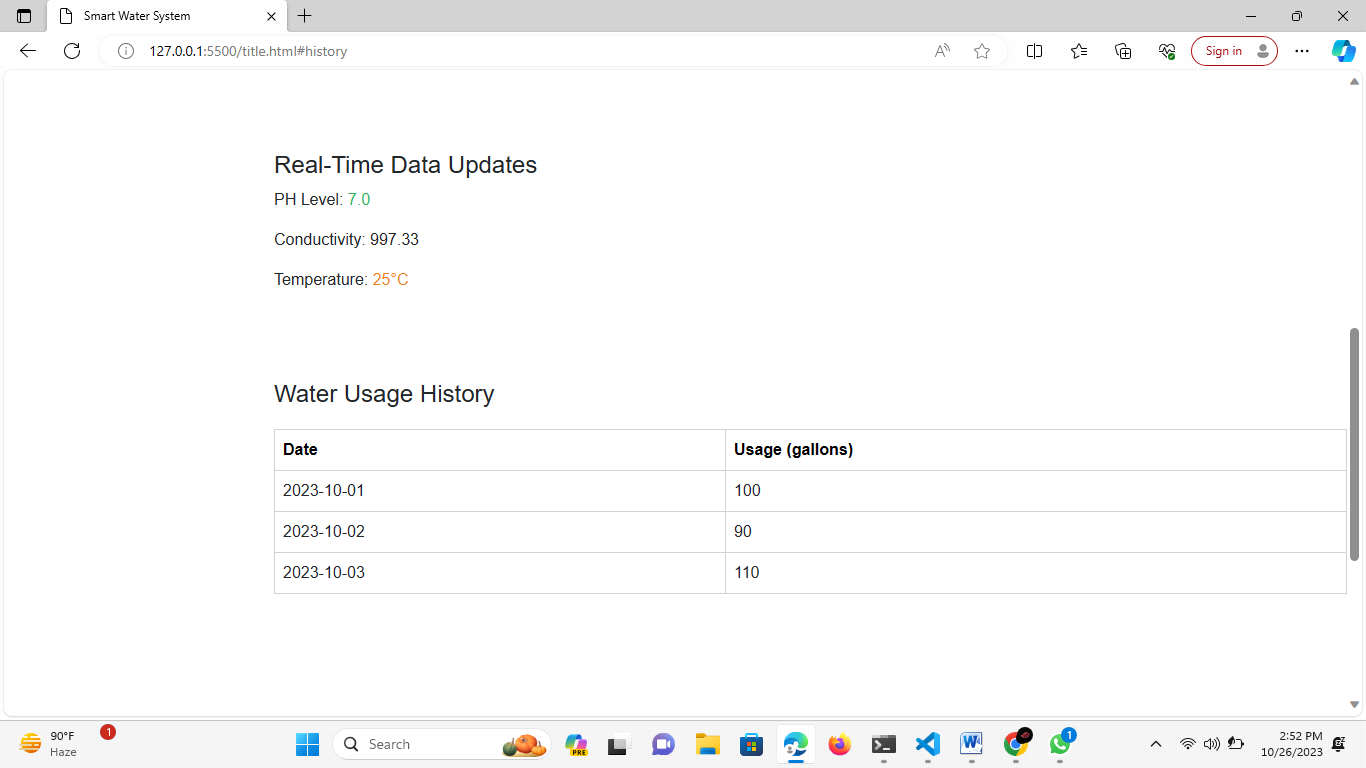 Smart Water System
127.0.0.1:5500/title.html#history
Sign in
Real-Time Data Updates
PH Level: 7.0
Conductivity: 997.33
Temperature: 25°C
Water Usage History
Date Usage (gallons)
2023-10-01 100
2023-10-02 90
2023-10-03 110
90°F
Haze
1
Search
PRE
W
1
2:52 PM
10/26/2023